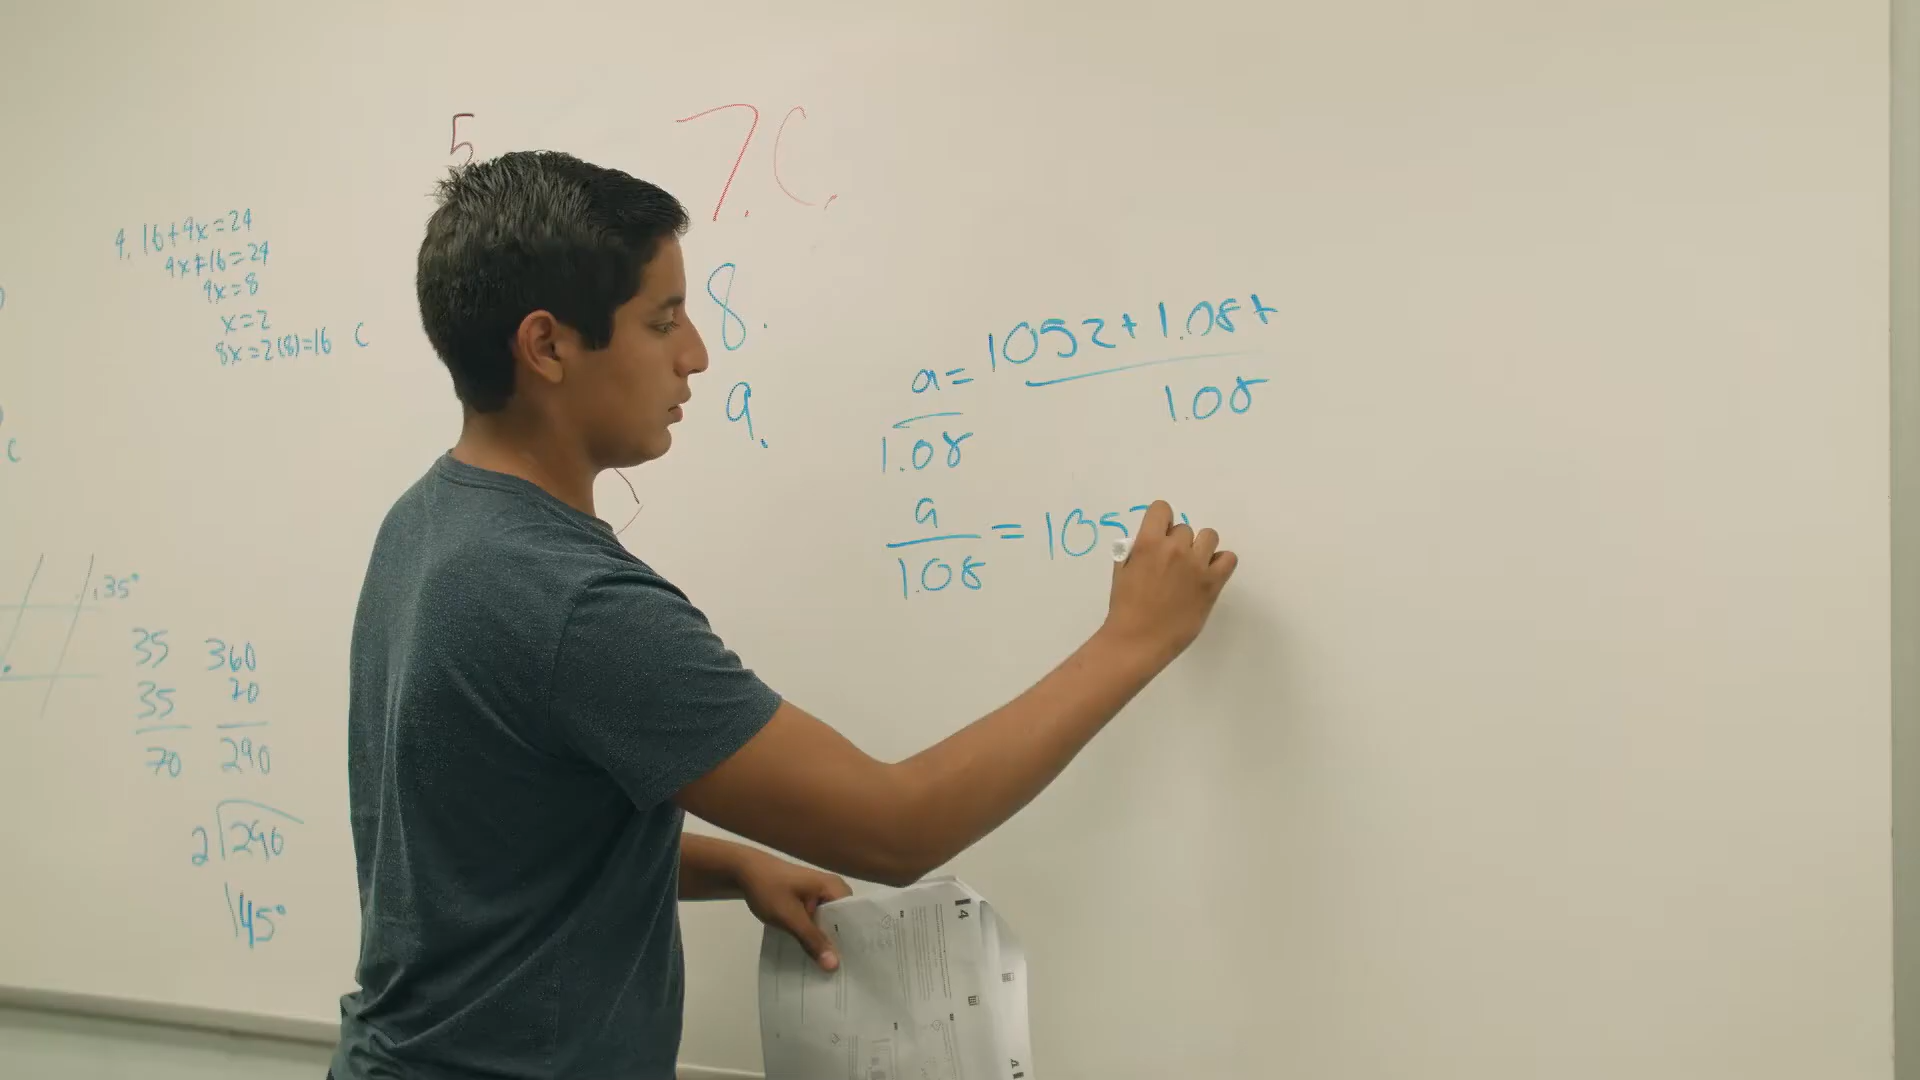 5
7. C.
4. 16+4x=24
4x+16=24
4x=8
x=2
8x=2(8)=16 C
8.
9.
a=1052+1.08t
1.08 1.08
a
1.08
= 105
C
135°
35 360
35 70
70 290
2 290
145°
4
4